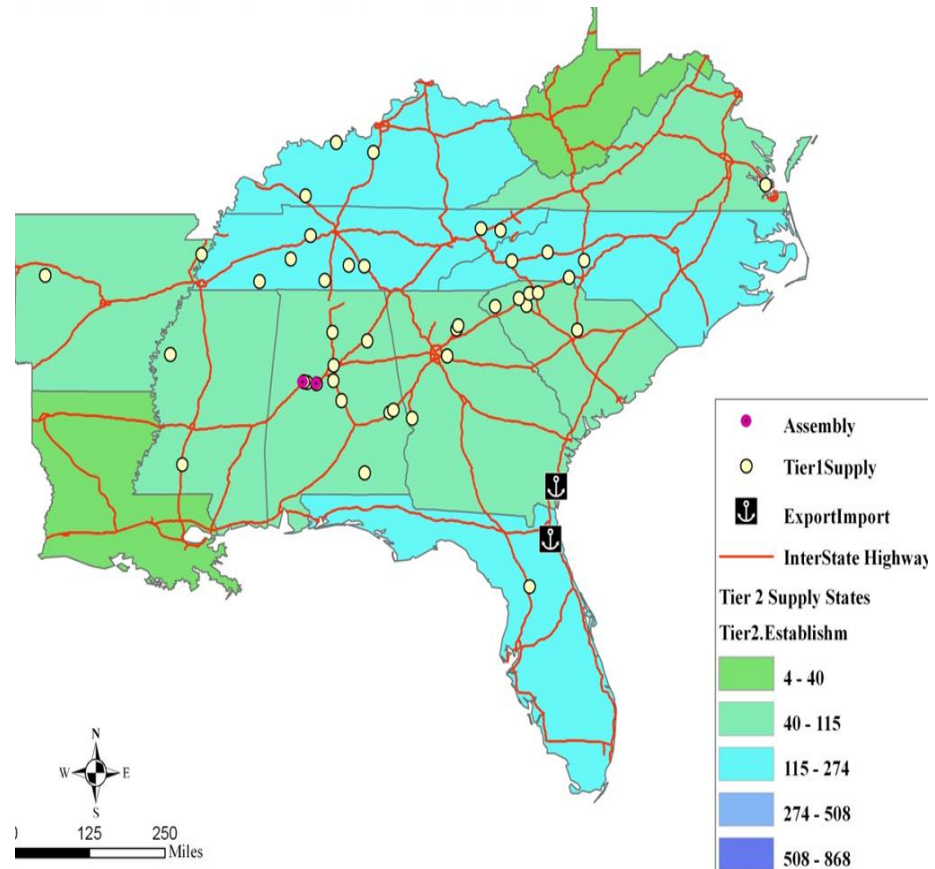 Assembly
Tier1Supply
ExportImport
InterState Highway
Tier 2 Supply States
Tier2.Establishm
4 - 40
40 - 115
115 - 274
274 - 508
508 - 868
N
W E
S
125 250
Miles